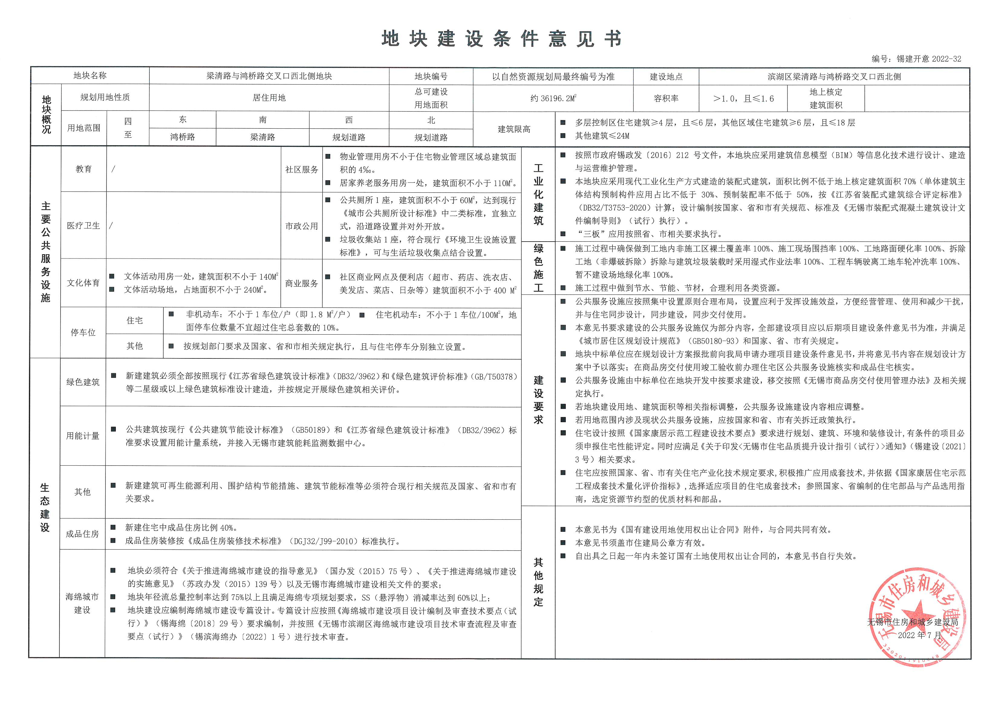 地块建设条件意见书
编号：锡建开意 2022-32
地块名称
梁清路与鸿桥路交叉口西北侧地块
地块编号
以自然资源规划局最终编号为准
建设地点
滨湖区梁清路与鸿桥路交叉口西北侧
地块概况
规划用地性质
居住用地
总可建设
用地面积
约 36196.2M²
容积率
＞1.0，且≤1.6
地上核定
建筑面积
用地范围
四
至
东
南
西
北
鸿桥路
梁清路
规划道路
规划道路
建筑限高
■ 多层控制区住宅建筑≥4 层，且≤6 层，其他区域住宅建筑≥6 层，且≤18 层
■ 其他建筑≤24M
主要公共服务设施
教育
/
社区服务
■ 物业管理用房不小于住宅物业管理区域总建筑面
积的 4‰。
■ 居家养老服务用房一处，建筑面积不小于 110M²。
医疗卫生
/
市政公用
■ 公共厕所 1 座，建筑面积不小于 60M²，达到现行
《城市公共厕所设计标准》中二类标准，宜独立
式，沿道路设置并对外开放。
■ 垃圾收集站 1 座，符合现行《环境卫生设施设置
标准》，可与生活垃圾收集点结合设置。
文化体育
■ 文体活动用房一处，建筑面积不小于 140M²
■ 文体活动场地，占地面积不小于 240M²。
商业服务
■ 社区商业网点及便利店（超市、药店、洗衣店、
美发店、菜店、日杂等）建筑面积不小于 400 M²
停车位
住宅
■ 非机动车：不小于 1 车位/户（即 1.8 M²/户） ■ 住宅机动车：不小于 1 车位/100M²，地
面停车位数量不宜超过住宅总套数的 10%。
其他
■ 按规划部门要求及国家、省和市相关规定执行，且与住宅停车分别独立设置。
生态建设
绿色建筑
■ 新建建筑必须全部按照现行《江苏省绿色建筑设计标准》（DB32/3962）和《绿色建筑评价标准》（GB/T50378）
等二星级或以上绿色建筑标准设计建造，并按规定开展绿色建筑相关评价。
用能计量
■ 公共建筑按现行《公共建筑节能设计标准》（GB50189）和《江苏省绿色建筑设计标准》（DB32/3962）标
准要求设置用能计量系统，并接入无锡市建筑能耗监测数据中心。
其他
■ 新建建筑可再生能源利用、围护结构节能措施、建筑节能标准等必须符合现行相关规范及国家、省和市有
关要求。
成品住房
■ 新建住宅中成品住房比例 40%。
■ 成品住房装修按《成品住房装修技术标准》（DGJ32/J99-2010）标准执行。
海绵城市
建设
■ 地块必须符合《关于推进海绵城市建设的指导意见》（国办发（2015）75 号）、《关于推进海绵城市建设
的实施意见》（苏政办发（2015）139 号）以及无锡市海绵城市建设相关文件的要求；
■ 地块年径流总量控制率达到 75%以上且满足海绵专项规划要求，SS（悬浮物）消减率达到 60%以上；
■ 地块建设应编制海绵城市建设专篇设计。专篇设计应按照《海绵城市建设项目设计编制及审查技术要点（试
行）》（锡海绵〔2018〕29 号）要求编制，并按照《无锡市滨湖区海绵城市建设项目技术审查流程及审查
要点（试行）》（锡滨海绵办〔2022〕1 号）进行技术审查。
工业化建筑
■ 按照市政府锡政发〔2016〕212 号文件，本地块应采用建筑信息模型（BIM）等信息化技术进行设计、建造
与运营维护管理。
■ 本地块应采用现代工业化生产方式建造的装配式建筑，面积比例不低于地上核定建筑面积 70%（单体建筑主
体结构预制构件应用占比不低于 30%、预制装配率不低于 50%，按《江苏省装配式建筑综合评定标准》
（DB32/T3753-2020）计算；设计编制按国家、省和市有关规范、标准及《无锡市装配式混凝土建筑设计文
件编制导则》（试行）执行）。
■ “三板”应用按照省、市相关要求执行。
绿色施工
■ 施工过程中确保做到工地内非施工区裸土覆盖率 100%、施工现场围挡率 100%、工地路面硬化率 100%、拆除
工地（非爆破拆除）拆除与建筑垃圾装载时采用湿式作业法率 100%、工程车辆驶离工地车轮冲洗率 100%、
暂不建设场地绿化率 100%。
■ 施工过程中做到节水、节能、节材，合理利用各类资源。
建设要求
■ 公共服务设施应按照集中设置原则合理布局，设置应利于发挥设施效益，方便经营管理、使用和减少干扰，
并与住宅同步设计，同步建设，同步交付使用。
■ 本意见书要求建设的公共服务设施仅为部分内容，全部建设项目应以后期项目建设条件意见书为准，并满足
《城市居住区规划设计规范》（GB50180-93）和国家、省、市有关规定。
■ 地块中标单位应在规划设计方案报批前向我局申请办理项目建设条件意见书，并将意见书内容在规划设计方
案中予以落实；在商品房交付使用竣工验收前办理住宅区公共服务设施核实和成品住宅核实。
■ 公共服务设施由中标单位在地块开发中按要求建设，移交按照《无锡市商品房交付使用管理办法》及相关规
定执行。
■ 若地块建设用地、建筑面积等相关指标调整，公共服务设施建设内容相应调整。
■ 若用地范围内涉及现状公共服务设施，应按国家和省、市有关拆迁政策执行。
■ 住宅设计按照《国家康居示范工程建设技术要点》要求进行规划、建筑、环境和装修设计,有条件的项目必
须申报住宅性能评定。同时应满足《关于印发<无锡市住宅品质提升设计指引（试行）>通知》（锡建设〔2021〕
3 号）相关要求。
■ 住宅应按照国家、省、市有关住宅产业化技术规定要求,积极推广应用成套技术,并依据《国家康居住宅示范
工程成套技术量化评价指标》,选择适应项目的住宅成套技术；参照国家、省编制的住宅部品与产品选用指
南，选定资源节约型的优质材料和部品。
其他规定
■ 本意见书为《国有建设用地使用权出让合同》附件，与合同共同有效。
■ 本意见书须盖市住建局公章方有效。
■ 自出具之日起一年内未签订国有土地使用权出让合同的，本意见书自行失效。
无锡市住房和城乡建设局
无锡市住房和城乡建设局
2022 年 7 月